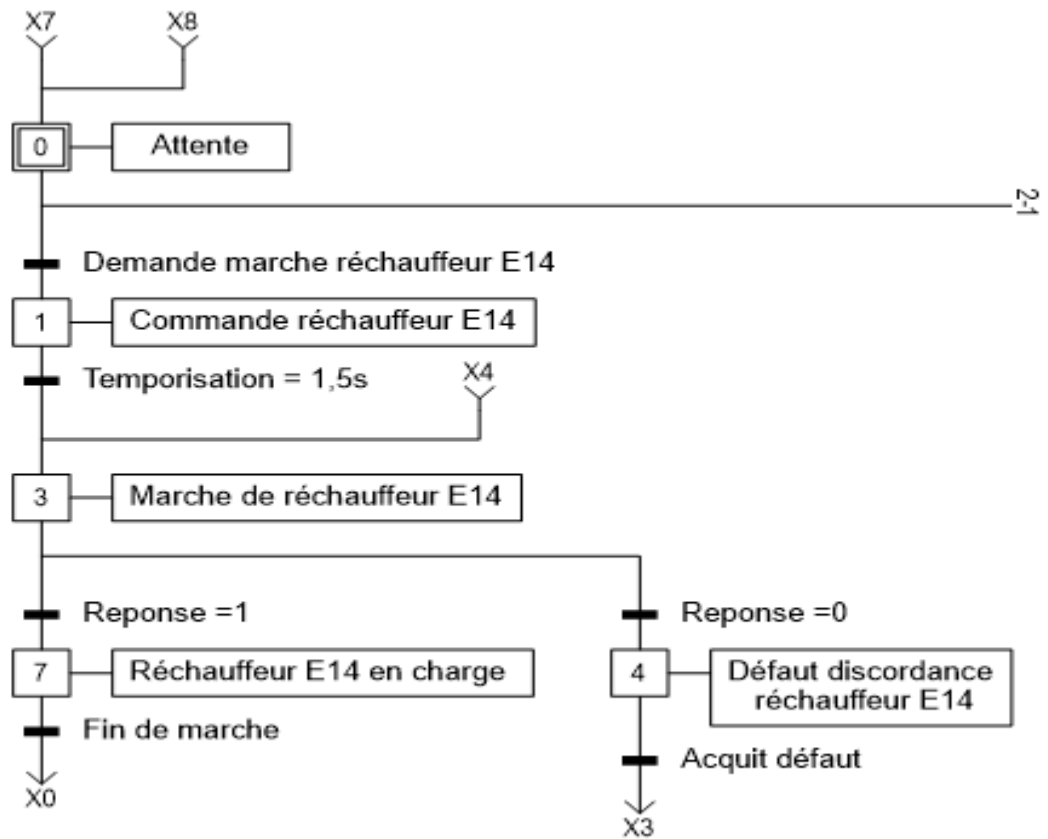 X7 X8
0 Attente
2-1
Demande marche réchauffeur E14
1 Commande réchauffeur E14
Temporisation = 1,5s X4
3 Marche de réchauffeur E14
Reponse =1 Reponse =0
7 Réchauffeur E14 en charge 4 Défaut discordance
réchauffeur E14
Fin de marche Acquit défaut
X0 X3